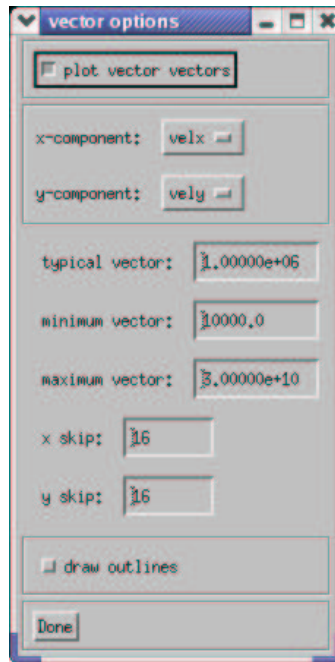 vector options
plot vector vectors
x-component: velx
y-component: vely
typical vector: 1.00000e+06
minimum vector: 10000.0
maximum vector: 3.00000e+10
x skip: 16
y skip: 16
draw outlines
Done